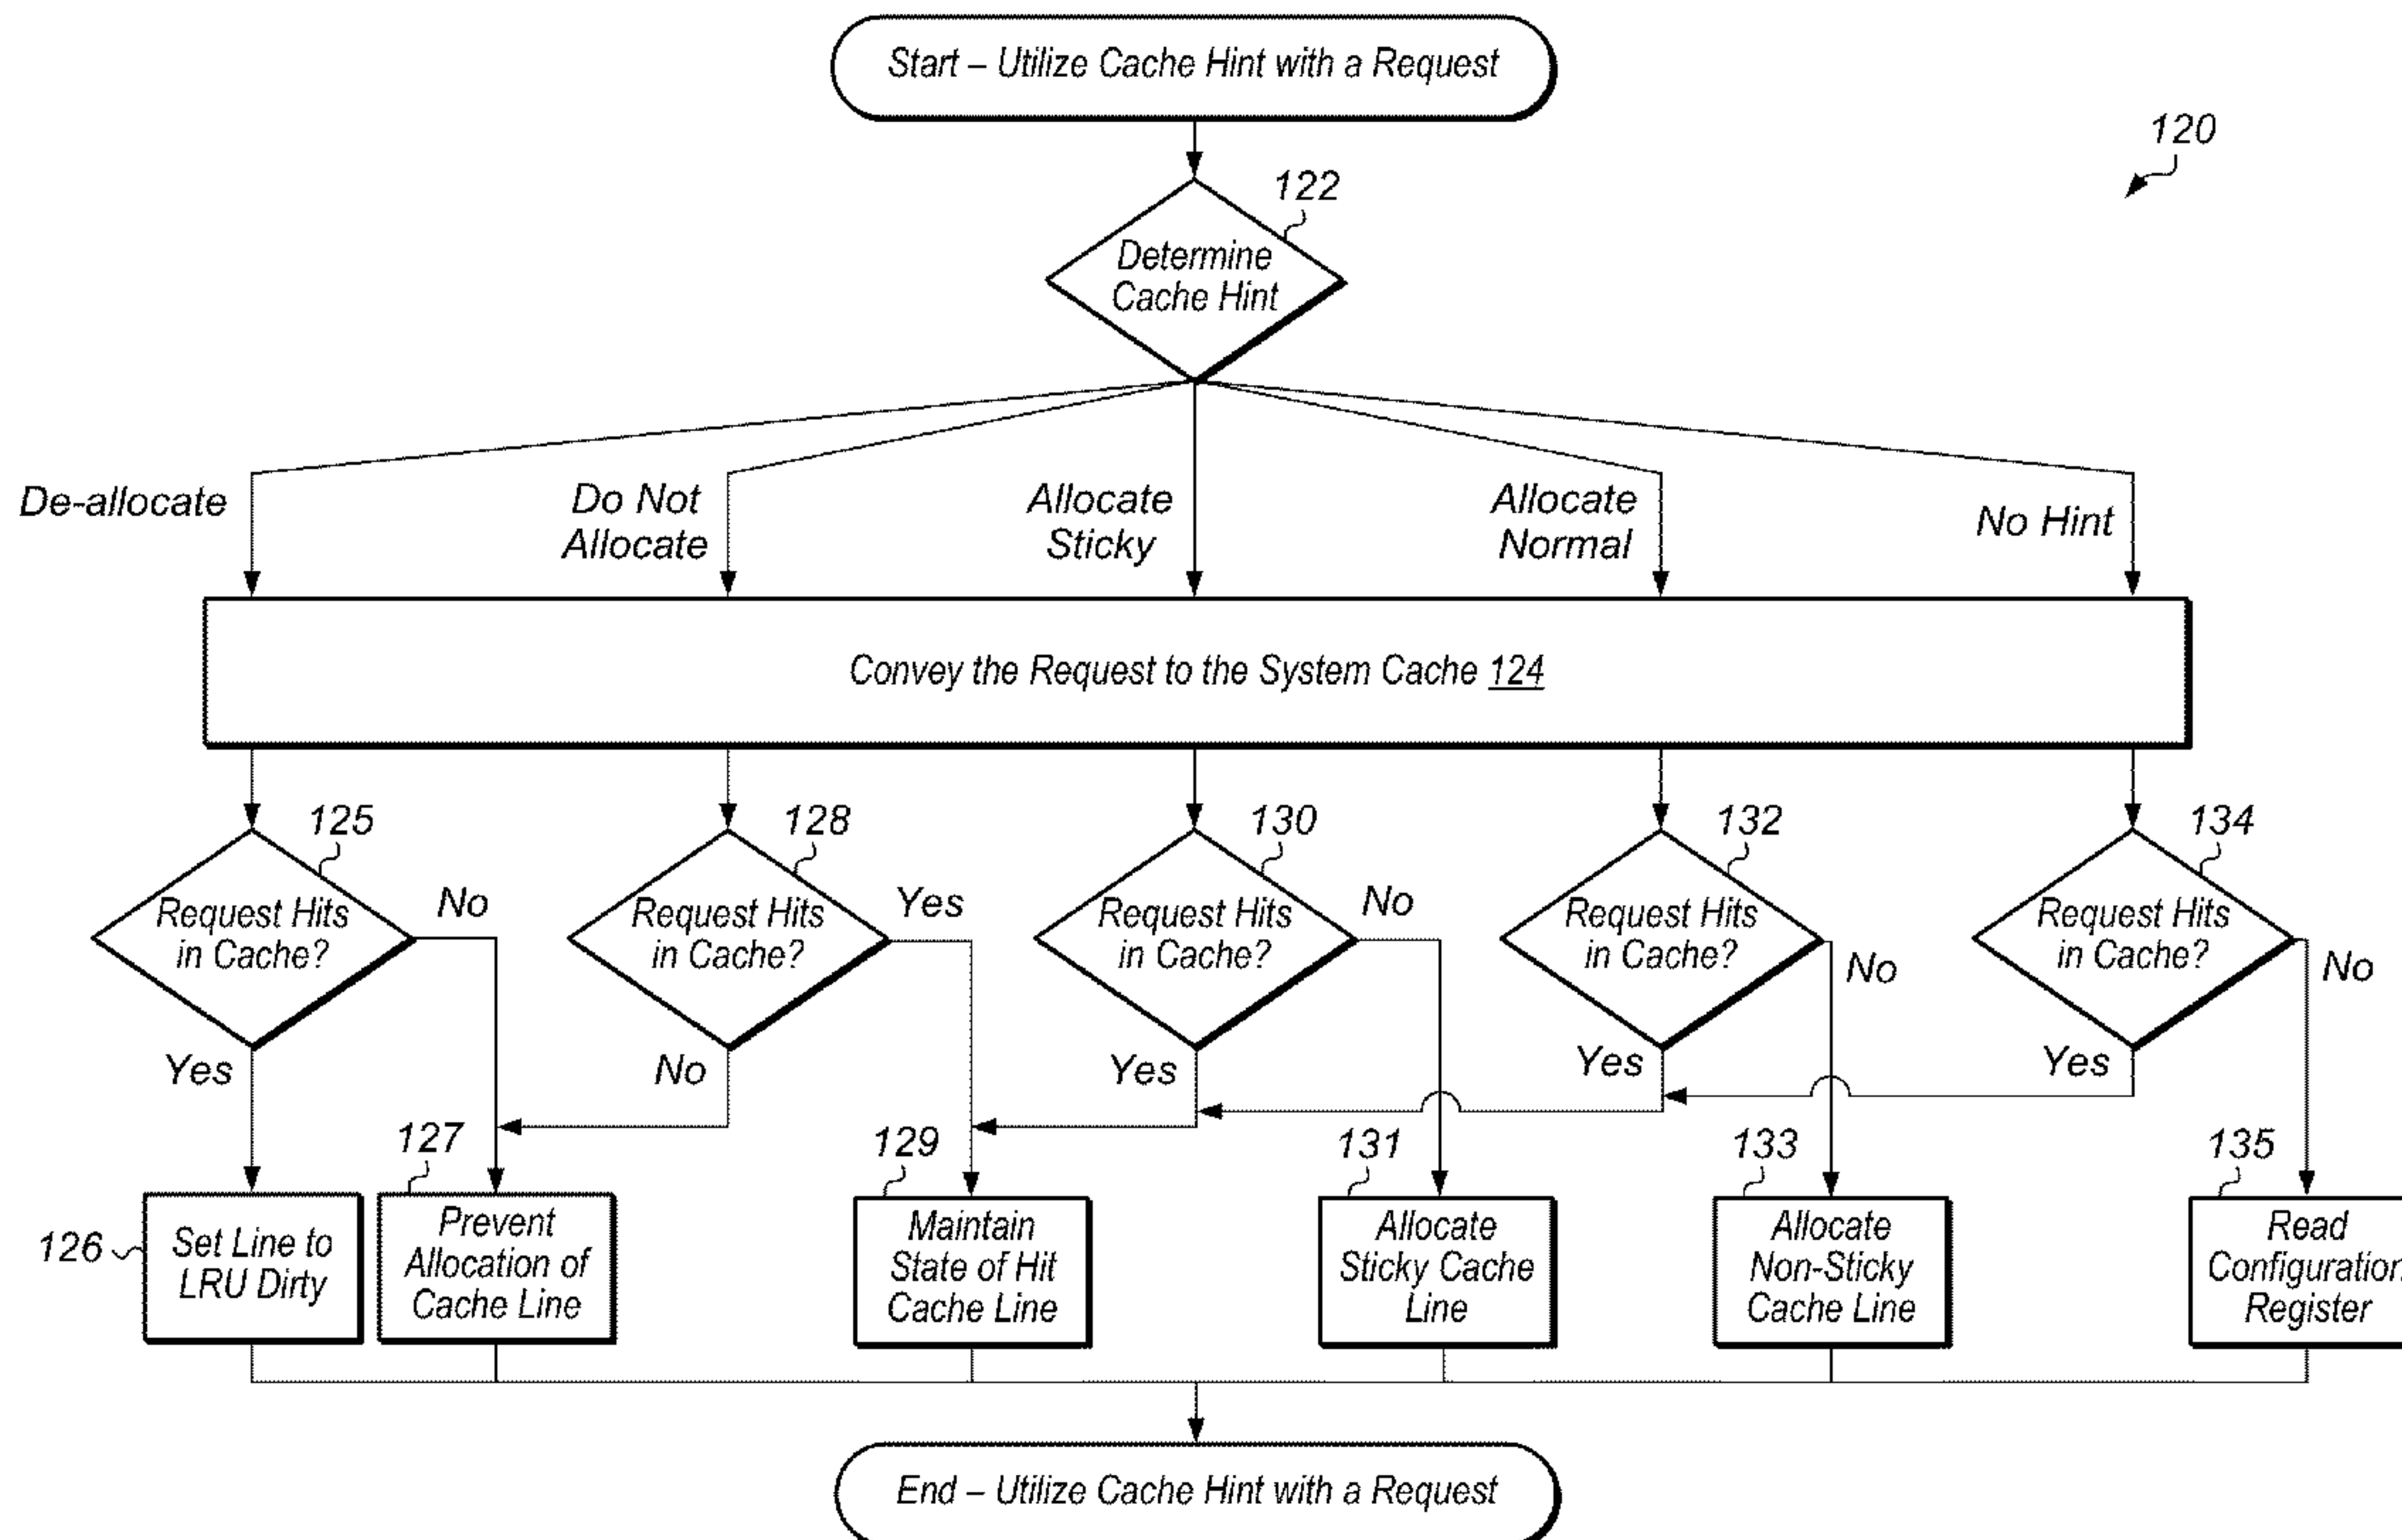 Start – Utilize Cache Hint with a Request
120
122
Determine
Cache Hint
De-allocate
Do Not
Allocate
Allocate
Sticky
Allocate
Normal
No Hint
Convey the Request to the System Cache 124
125
Request Hits
in Cache?
No
Yes
128
Request Hits
in Cache?
Yes
No
130
Request Hits
in Cache?
No
Yes
132
Request Hits
in Cache?
No
Yes
134
Request Hits
in Cache?
No
Yes
126
Set Line to
LRU Dirty
127
Prevent
Allocation of
Cache Line
129
Maintain
State of Hit
Cache Line
131
Allocate
Sticky Cache
Line
133
Allocate
Non-Sticky
Cache Line
135
Read
Configuration
Register
End – Utilize Cache Hint with a Request